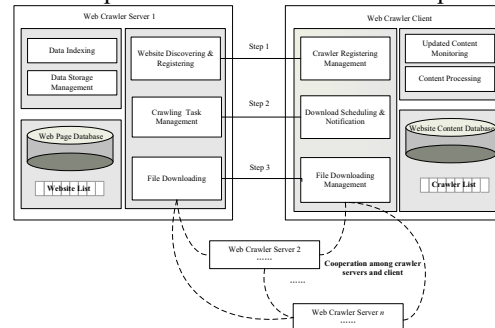 Web Crawler Server 1
Web Crawler Client
Data Indexing
Data Storage
Management
Website Discovering &
Registering
Step 1
Crawler Registering
Management
Updated Content
Monitoring
Content Processing
Crawling Task
Management
Step 2
Download Scheduling &
Notification
Web Page Database
Website List
Website Content Database
Crawler List
File Downloading
Step 3
File Downloading
Management
Web Crawler Server 2
......
Cooperation among crawler
servers and client
......
Web Crawler Server n
......